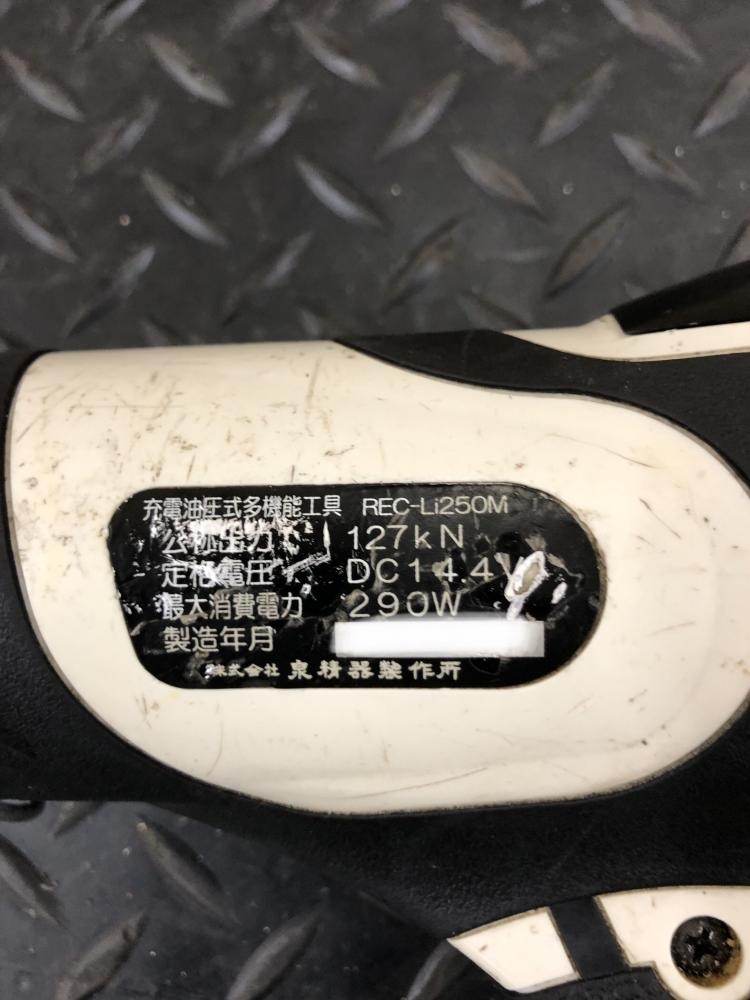 充電油圧式多機能工具 REC-Li250M
公称出力 127kN
定格電圧 DC14.4V
最大消費電力 290W
製造年月
株式会社 泉精器製作所